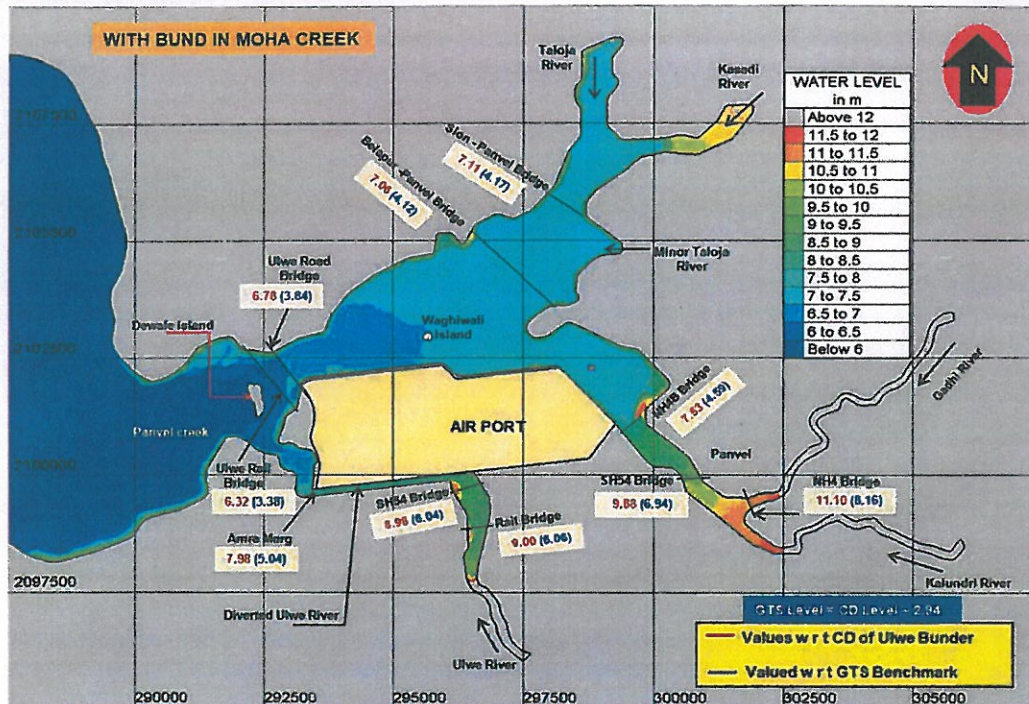 WITH BUND IN MOHA CREEK
Taloja
River
Kasadi
River
N
WATER LEVEL
in m
Above 12
11.5 to 12
11 to 11.5
10.5 to 11
10 to 10.5
9.5 to 10
9 to 9.5
8.5 to 9
8 to 8.5
7.5 to 8
7 to 7.5
6.5 to 7
6 to 6.5
Below 6
2107500
Sion - Panvel Bridge
7.11 (4.17)
Belapur -Panvel Bridge
7.06 (4.12)
Minor Taloja
River
Ulwe Road
Bridge
6.78 (3.84)
Waghiwali
Island
2102500
Gadhi River
NH4B Bridge
7.53 (4.59)
AIR PORT
Panvel creek
Panvel
2100000
Ulwe Rail
Bridge
6.32 (3.38)
SH54 Bridge
8.98 (6.04)
SH54 Bridge
9.88 (6.94)
NH4 Bridge
11.10 (8.16)
Rail Bridge
9.00 (6.06)
Amra Marg
7.98 (5.04)
2097500
Kalundri River
Diverted Ulwe River
GTS Level = CD Level - 2.94
Values w r t CD of Ulwe Bunder
Valued w r t GTS Benchmark
Ulwe River
290000
292500
295000
297500
300000
302500
305000